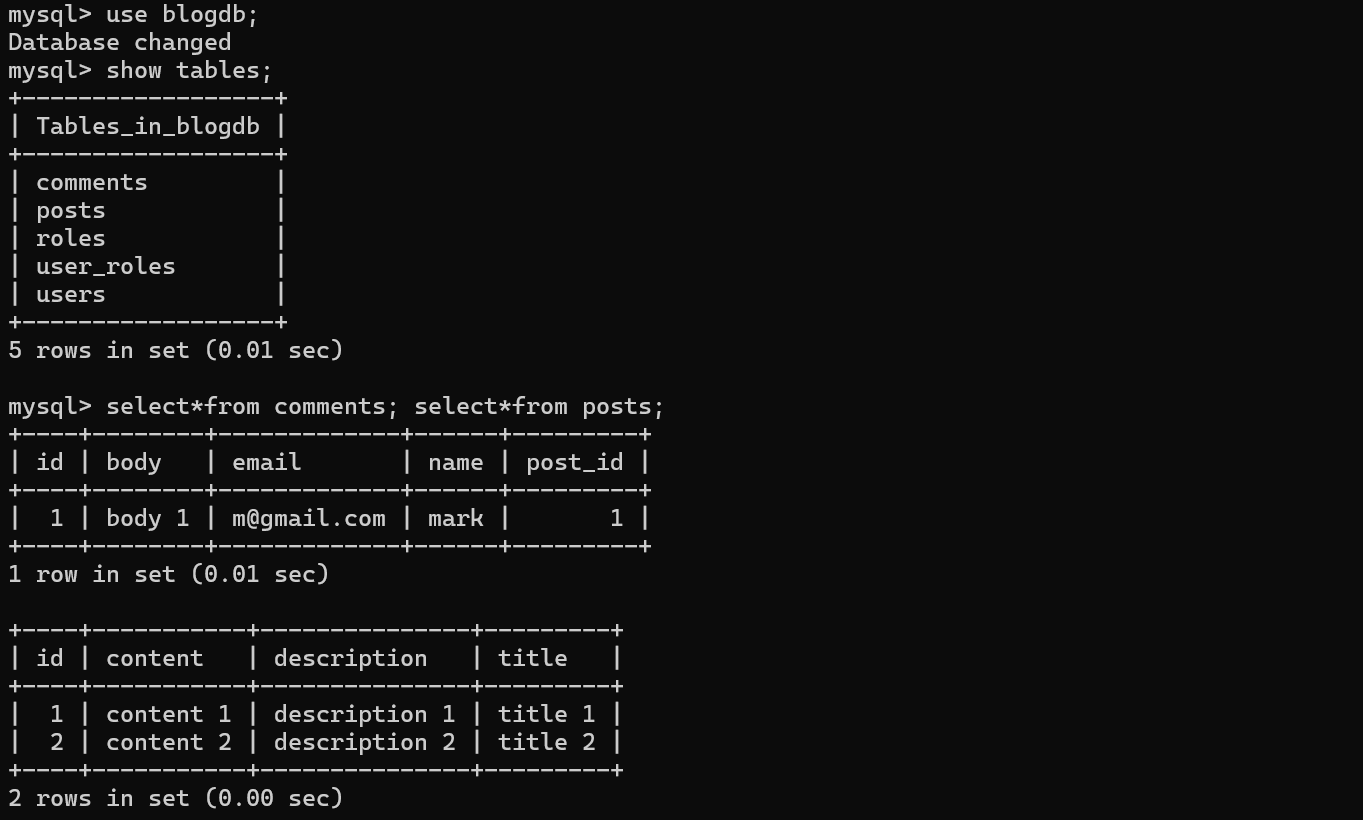 mysql> use blogdb;
Database changed
mysql> show tables;
+------------------+
| Tables_in_blogdb |
+------------------+
| comments         |
| posts            |
| roles            |
| user_roles       |
| users            |
+------------------+
5 rows in set (0.01 sec)

mysql> select*from comments; select*from posts;
+----+--------+-------------+------+---------+
| id | body   | email       | name | post_id |
+----+--------+-------------+------+---------+
|  1 | body 1 | m@gmail.com | mark |       1 |
+----+--------+-------------+------+---------+
1 row in set (0.01 sec)

+----+-----------+---------------+---------+
| id | content   | description   | title   |
+----+-----------+---------------+---------+
|  1 | content 1 | description 1 | title 1 |
|  2 | content 2 | description 2 | title 2 |
+----+-----------+---------------+---------+
2 rows in set (0.00 sec)